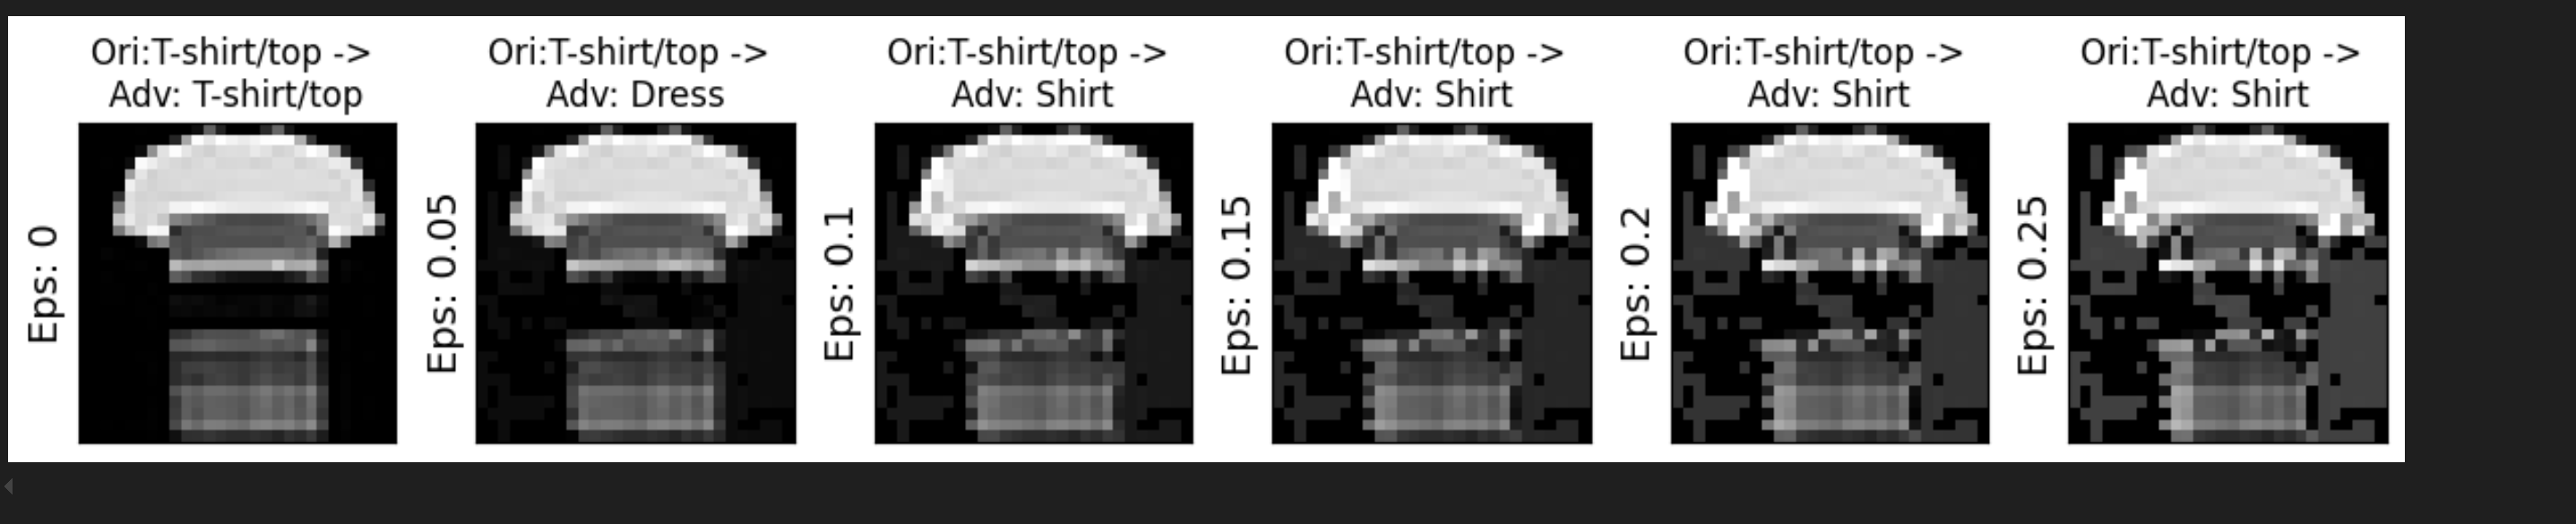 Ori:T-shirt/top ->
Adv: T-shirt/top
Eps: 0
Ori:T-shirt/top ->
Adv: Dress
Eps: 0.05
Ori:T-shirt/top ->
Adv: Shirt
Eps: 0.1
Ori:T-shirt/top ->
Adv: Shirt
Eps: 0.15
Ori:T-shirt/top ->
Adv: Shirt
Eps: 0.2
Ori:T-shirt/top ->
Adv: Shirt
Eps: 0.25